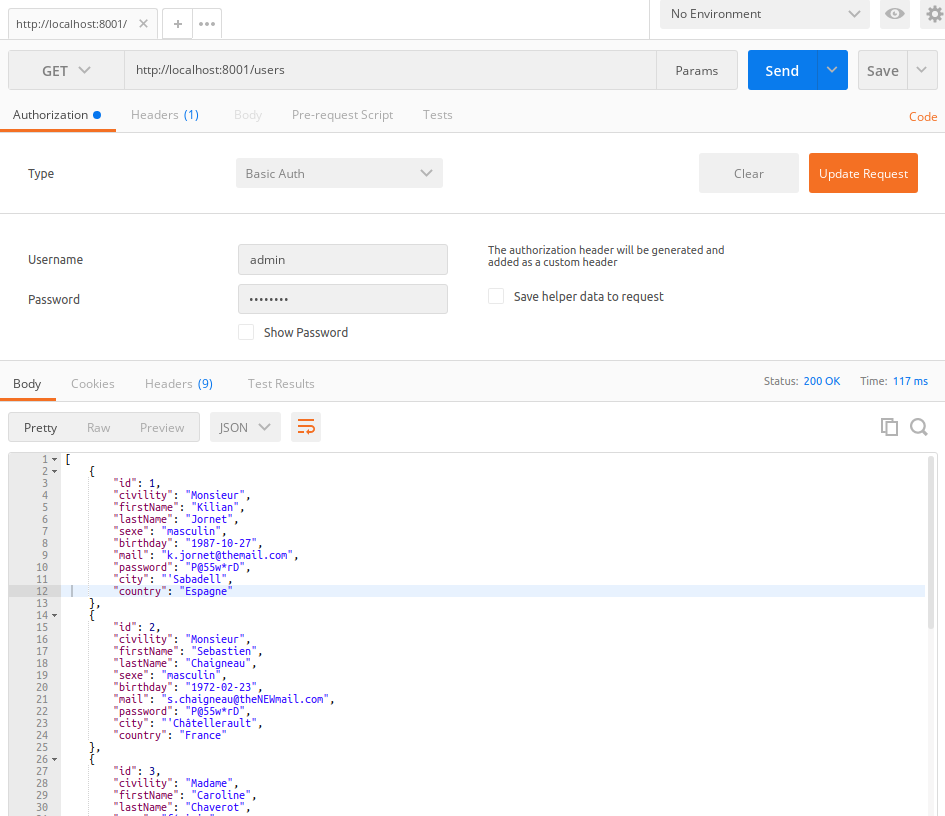 http://localhost:8001/ × + ••• No Environment
GET http://localhost:8001/users Params Send Save
Authorization Headers (1) Body Pre-request Script Tests Code
Type Basic Auth Clear Update Request
Username admin The authorization header will be generated and
added as a custom header
Password •••••••• Save helper data to request
Show Password
Body Cookies Headers (9) Test Results Status: 200 OK Time: 117 ms
Pretty Raw Preview JSON
1 [
2 {
3 "id": 1,
4 "civility": "Monsieur",
5 "firstName": "Kilian",
6 "lastName": "Jornet",
7 "sexe": "masculin",
8 "birthday": "1987-10-27",
9 "mail": "k.jornet@themail.com",
10 "password": "P@55w*rD",
11 "city": "'Sabadell",
12 "country": "Espagne"
13 },
14 {
15 "id": 2,
16 "civility": "Monsieur",
17 "firstName": "Sebastien",
18 "lastName": "Chaigneau",
19 "sexe": "masculin",
20 "birthday": "1972-02-23",
21 "mail": "s.chaigneau@theNEWmail.com",
22 "password": "P@55w*rD",
23 "city": "'Châtellerault",
24 "country": "France"
25 },
26 {
27 "id": 3,
28 "civility": "Madame",
29 "firstName": "Caroline",
30 "lastName": "Chaverot",